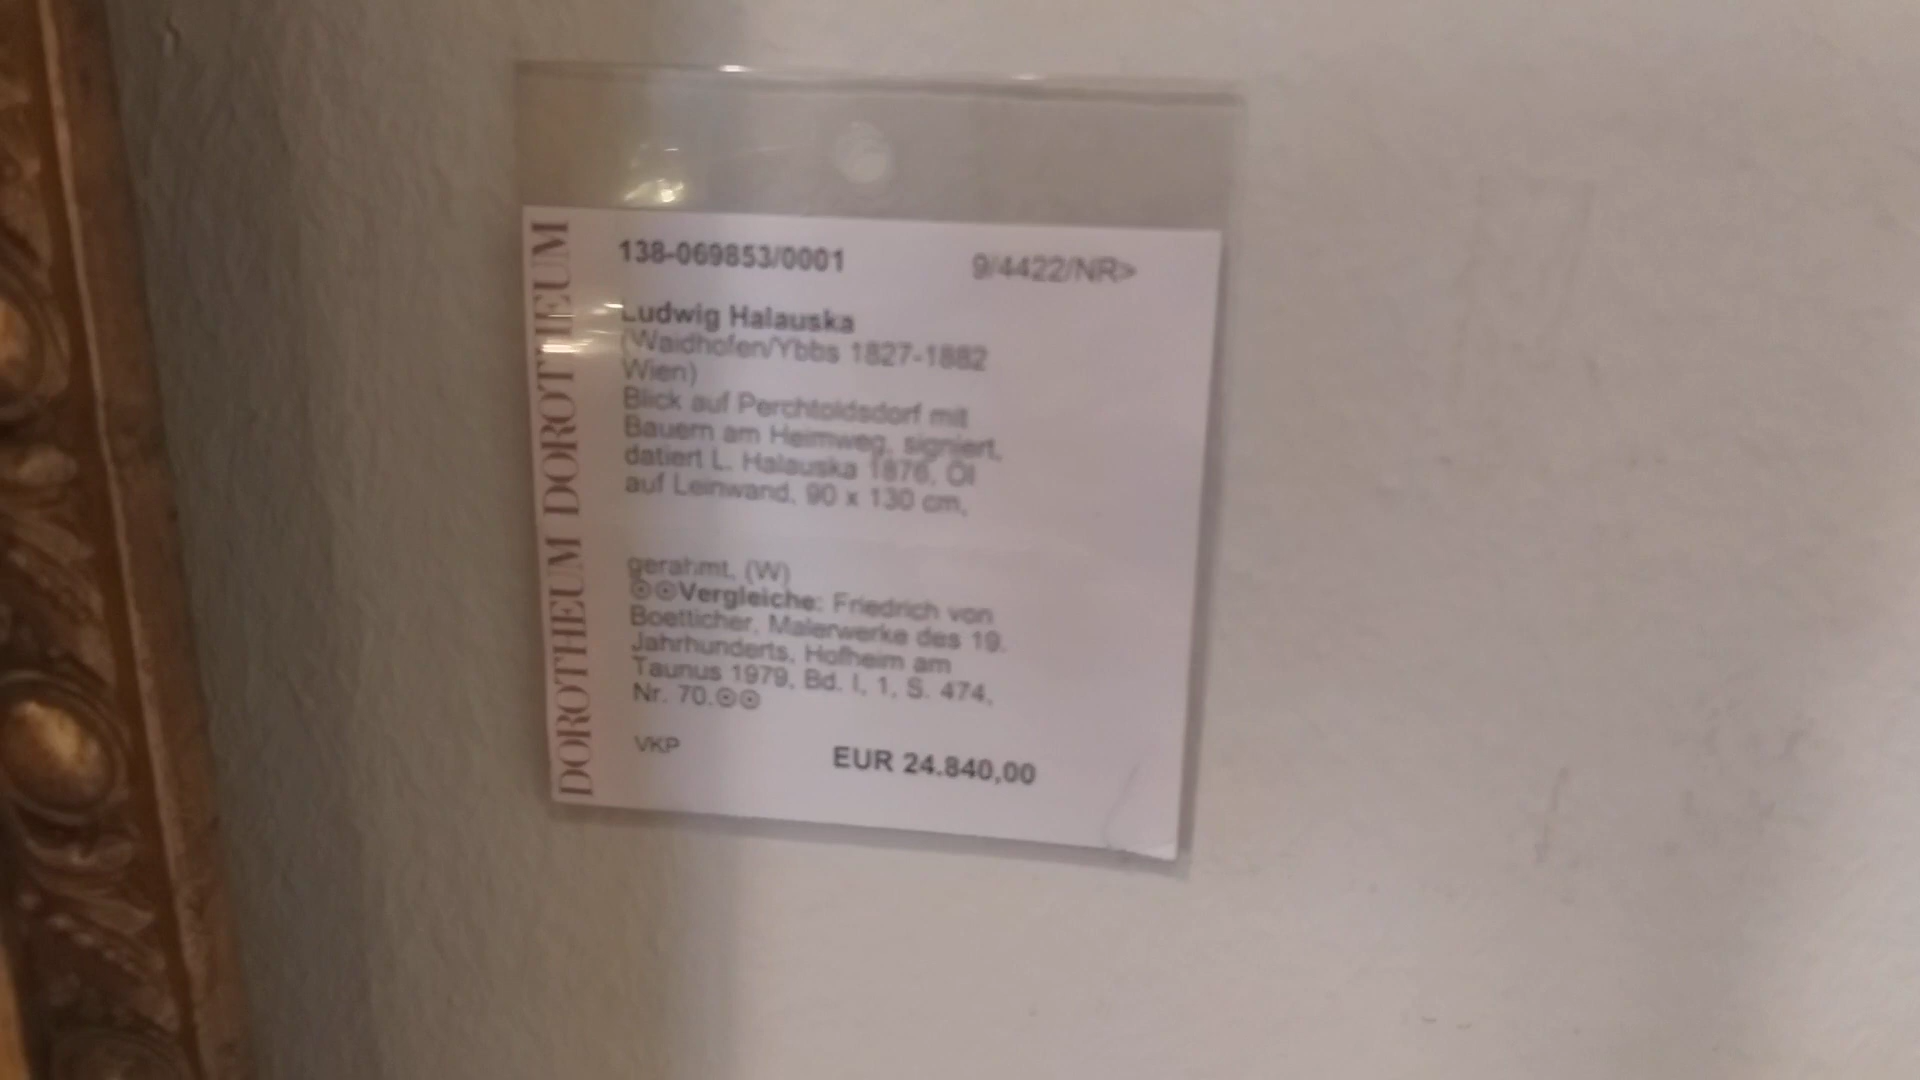 DOROTHEUM DOROTHEUM
138-069853/0001 9/4422/NR>
Ludwig Halauska
(Waidhofen/Ybbs 1827-1882
Wien)
Blick auf Perchtoldsdorf mit
Bauern am Heimweg, signiert,
datiert L. Halauska 1876, Öl
auf Leinwand, 90 x 130 cm,
gerahmt, (W)
⊙⊙Vergleiche: Friedrich von
Boetticher, Malerwerke des 19.
Jahrhunderts, Hofheim am
Taunus 1979, Bd. I, 1, S. 474,
Nr. 70.⊙⊙
VKP EUR 24.840,00